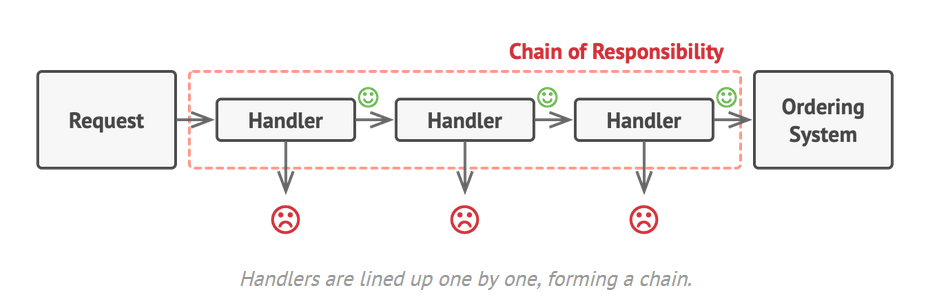 Chain of Responsibility
Request
Handler
Handler
Handler
Ordering
System
Handlers are lined up one by one, forming a chain.